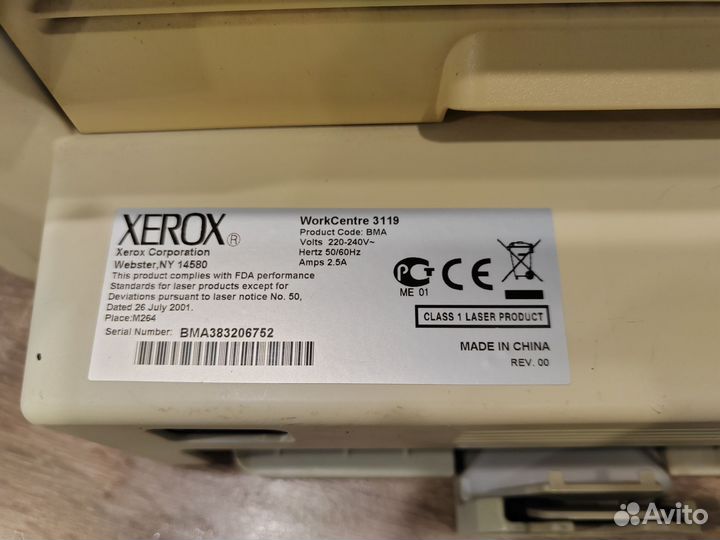 XEROX®
Xerox Corporation
Webster,NY 14580
WorkCentre 3119
Product Code: BMA
Volts 220-240V~
Hertz 50/60Hz
Amps 2.5A
This product complies with FDA performance
Standards for laser products except for
Deviations pursuant to laser notice No. 50,
Dated 26 July 2001.
Place:M264
Serial Number: BMA383206752
РСТ CE
ME 01
CLASS 1 LASER PRODUCT
MADE IN CHINA
REV. 00
Avito